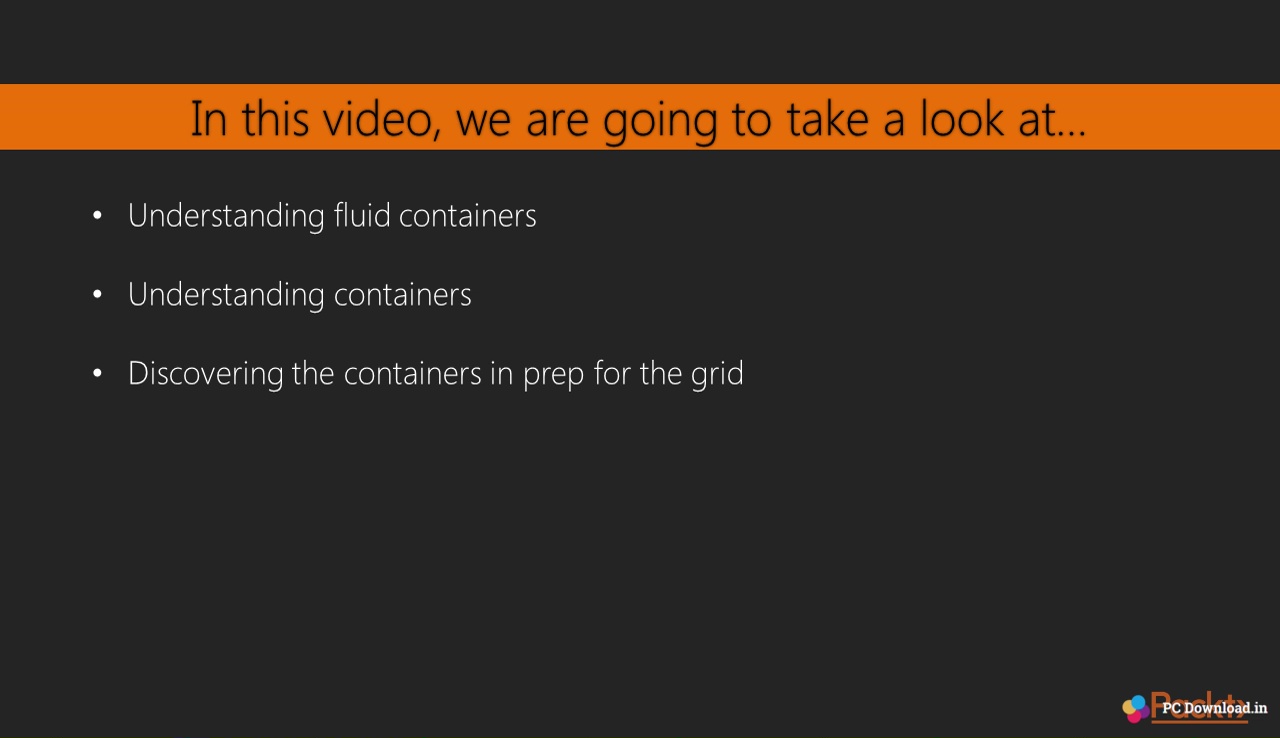 In this video, we are going to take a look at...
• Understanding fluid containers
• Understanding containers
• Discovering the containers in prep for the grid
Packt>
PC Download.in